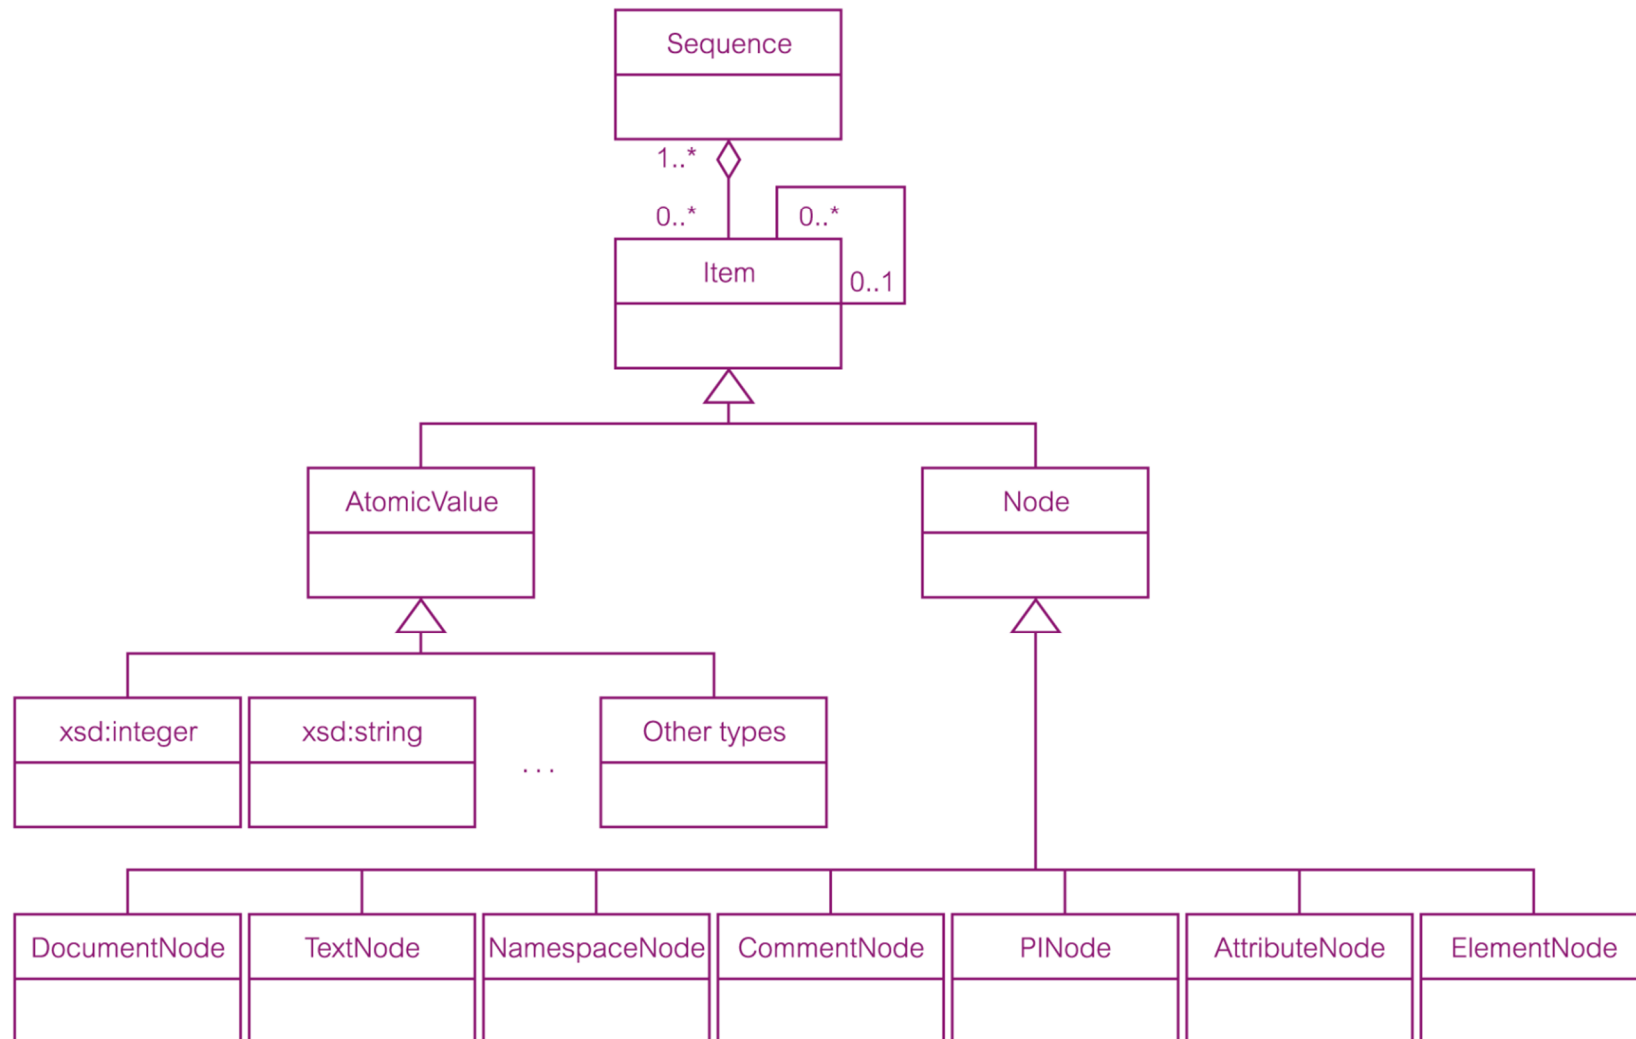 Sequence
1..*
0..*
0..*
Item
0..1
AtomicValue
Node
xsd:integer
xsd:string
...
Other types
DocumentNode
TextNode
NamespaceNode
CommentNode
PINode
AttributeNode
ElementNode